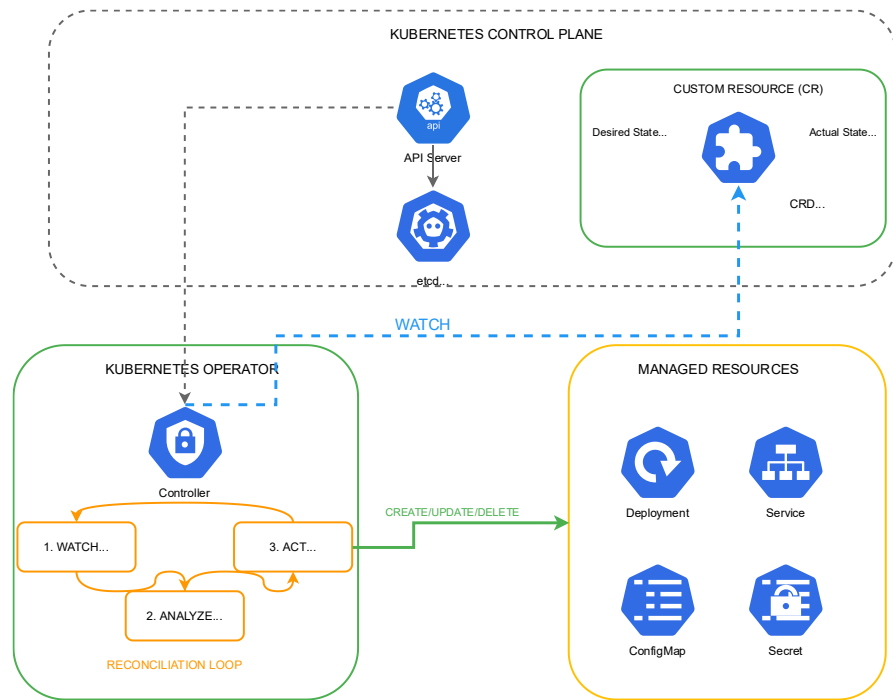 KUBERNETES CONTROL PLANE
api
API Server
etcd...
CUSTOM RESOURCE (CR)
Desired State...
Actual State...
CRD...
WATCH
KUBERNETES OPERATOR
Controller
1. WATCH...
3. ACT...
2. ANALYZE...
RECONCILIATION LOOP
CREATE/UPDATE/DELETE
MANAGED RESOURCES
Deployment
Service
ConfigMap
Secret